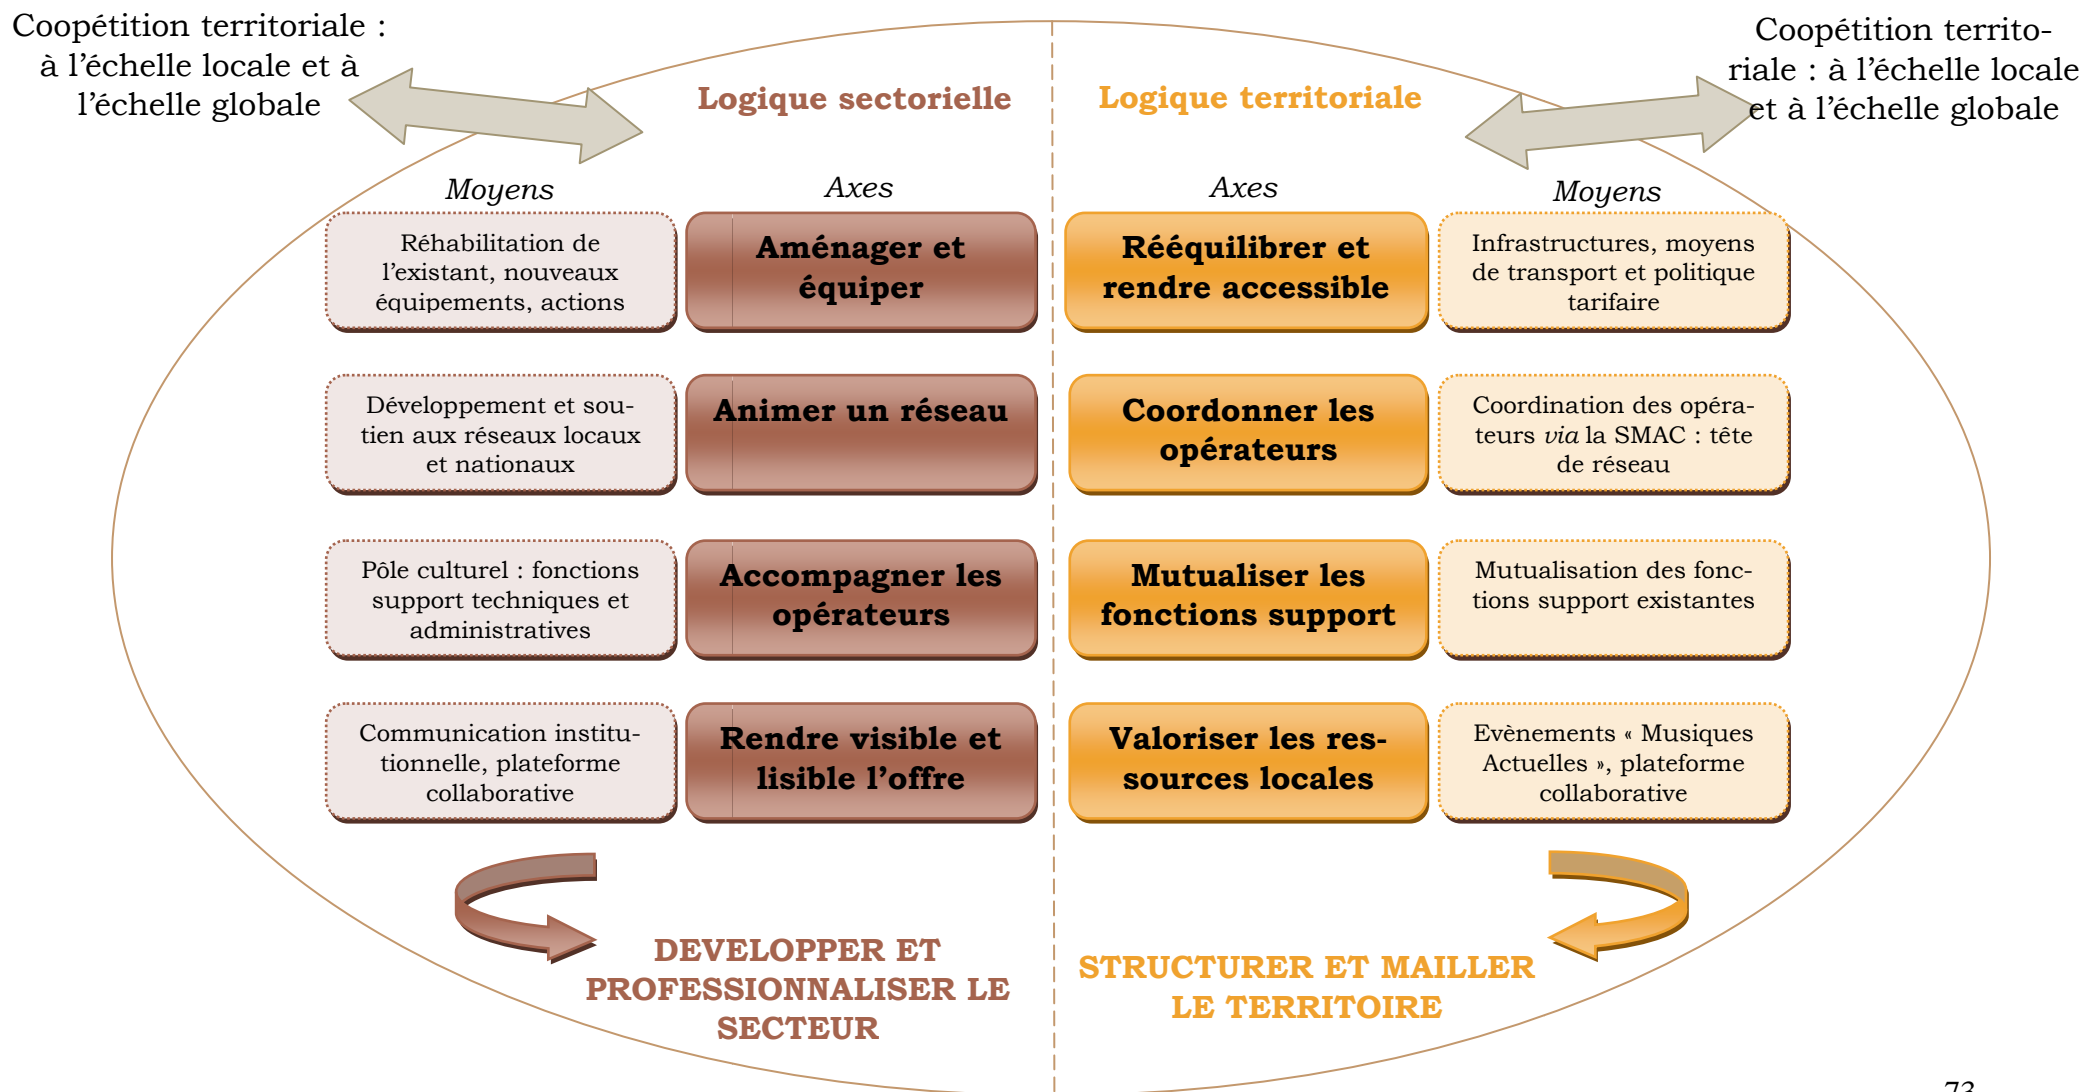 Coopétition territoriale :
à l’échelle locale et à
l’échelle globale
Coopétition territo-
riale : à l’échelle locale
et à l’échelle globale
Logique sectorielle
Logique territoriale
Moyens
Axes
Axes
Moyens
Réhabilitation de
l’existant, nouveaux
équipements, actions
Aménager et
équiper
Rééquilibrer et
rendre accessible
Infrastructures, moyens
de transport et politique
tarifaire
Développement et sou-
tien aux réseaux locaux
et nationaux
Animer un réseau
Coordonner les
opérateurs
Coordination des opéra-
teurs via la SMAC : tête
de réseau
Pôle culturel : fonctions
support techniques et
administratives
Accompagner les
opérateurs
Mutualiser les
fonctions support
Mutualisation des fonc-
tions support existantes
Communication institu-
tionnelle, plateforme
collaborative
Rendre visible et
lisible l’offre
Valoriser les res-
sources locales
Evènements « Musiques
Actuelles », plateforme
collaborative
DEVELOPPER ET
PROFESSIONNALISER LE
SECTEUR
STRUCTURER ET MAILLER
LE TERRITOIRE
73